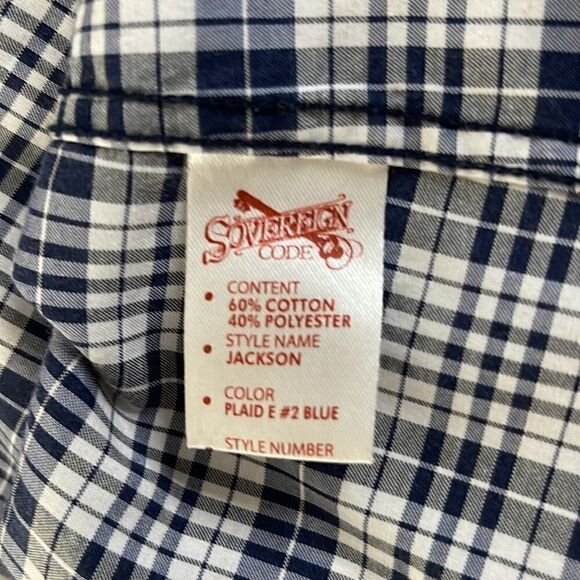 SOVEREIGN
CODE
• CONTENT
60% COTTON
40% POLYESTER
• STYLE NAME
JACKSON
• COLOR
PLAID E #2 BLUE
• STYLE NUMBER